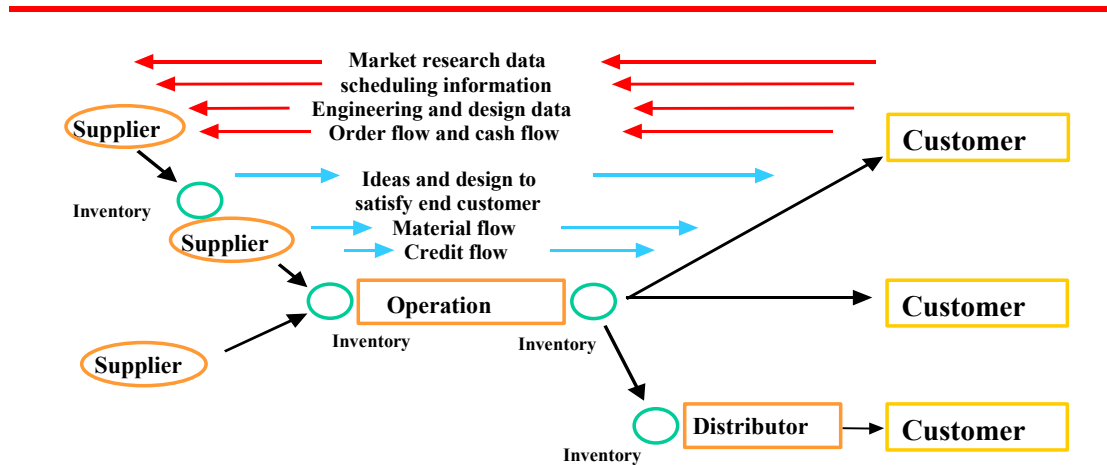 Market research data
scheduling information
Engineering and design data
Order flow and cash flow
Supplier
Customer
Ideas and design to
satisfy end customer
Inventory
Material flow
Supplier
Credit flow
Operation
Customer
Inventory
Inventory
Supplier
Distributor
Customer
Inventory